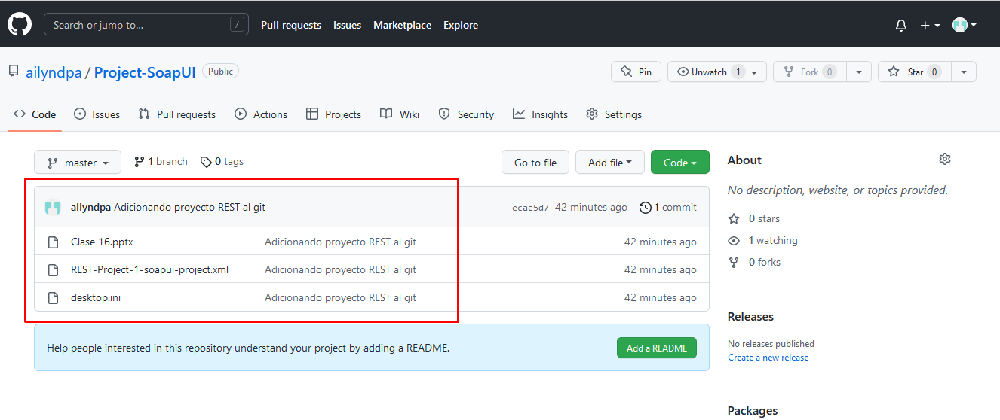 Search or jump to... / Pull requests Issues Marketplace Explore
ailyndpa / Project-SoapUI Public Pin Unwatch 1 Fork 0 Star 0
Code Issues Pull requests Actions Projects Wiki Security Insights Settings
master 1 branch 0 tags Go to file Add file Code
ailyndpa Adicionando proyecto REST al git ecae5d7 42 minutes ago 1 commit
Clase 16.pptx Adicionando proyecto REST al git 42 minutes ago
REST-Project-1-soapui-project.xml Adicionando proyecto REST al git 42 minutes ago
desktop.ini Adicionando proyecto REST al git 42 minutes ago
Help people interested in this repository understand your project by adding a README. Add a README
About
No description, website, or topics provided.
0 stars
1 watching
0 forks
Releases
No releases published
Create a new release
Packages